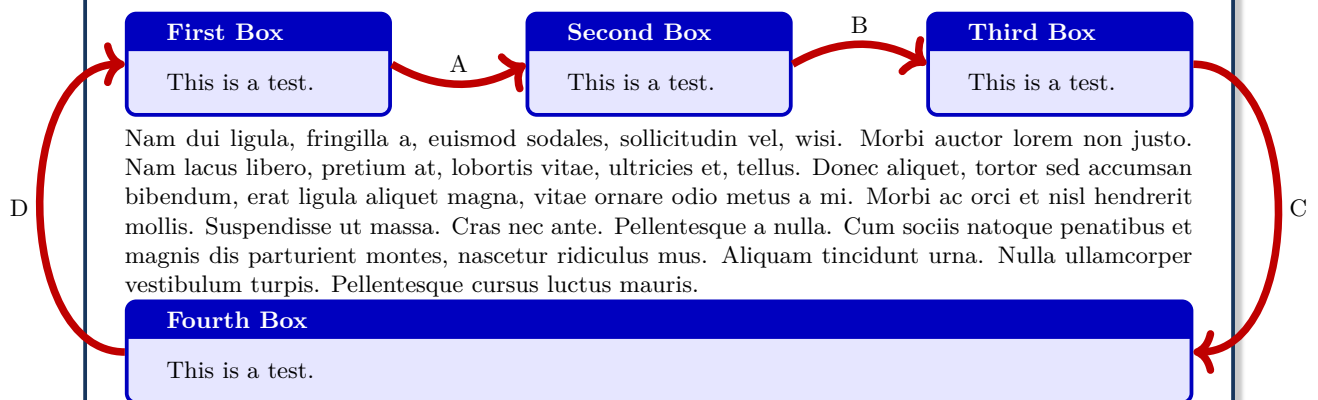 First Box
Second Box
Third Box
A
B
This is a test.
This is a test.
This is a test.
Nam dui ligula, fringilla a, euismod sodales, sollicitudin vel, wisi. Morbi auctor lorem non justo.
Nam lacus libero, pretium at, lobortis vitae, ultricies et, tellus. Donec aliquet, tortor sed accumsan
bibendum, erat ligula aliquet magna, vitae ornare odio metus a mi. Morbi ac orci et nisl hendrerit
D
C
mollis. Suspendisse ut massa. Cras nec ante. Pellentesque a nulla. Cum sociis natoque penatibus et
magnis dis parturient montes, nascetur ridiculus mus. Aliquam tincidunt urna. Nulla ullamcorper
vestibulum turpis. Pellentesque cursus luctus mauris.
Fourth Box
This is a test.